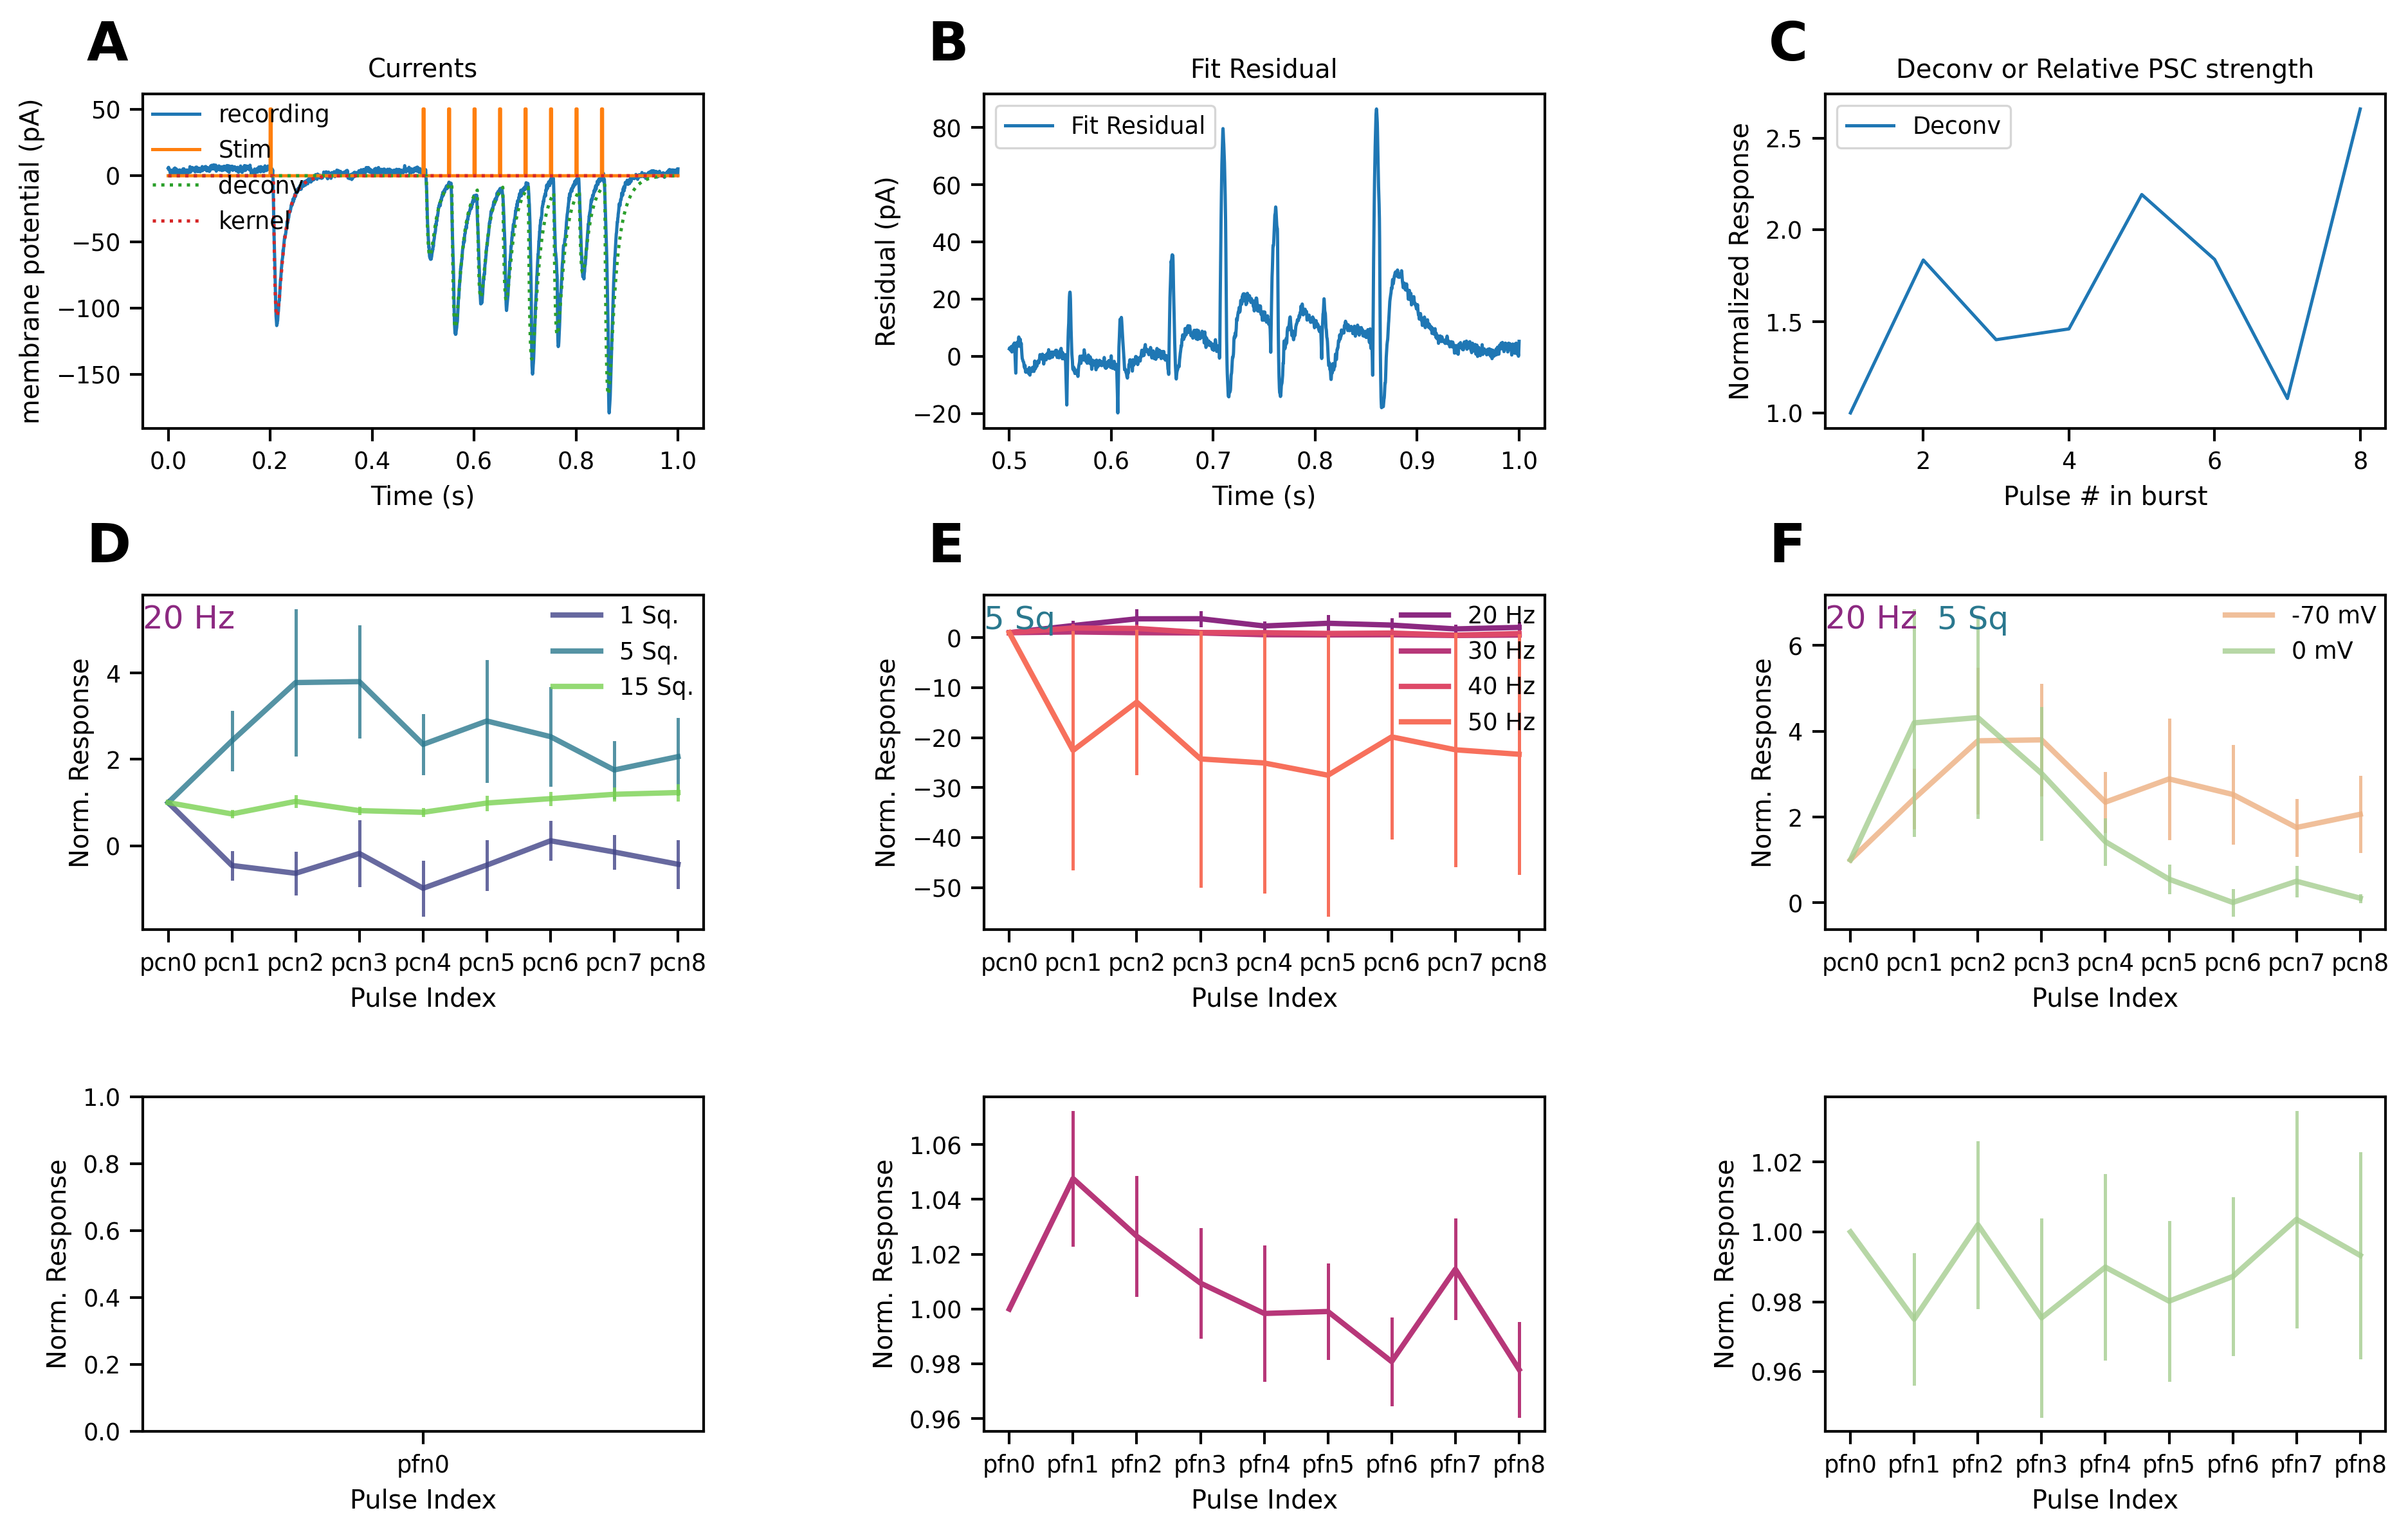 A
Currents
membrane potential (pA)
50
0
−50
−100
−150
recording
Stim
deconv
kernel
0.0 0.2 0.4 0.6 0.8 1.0
Time (s)
B
Fit Residual
Residual (pA)
80
60
40
20
0
−20
Fit Residual
0.5 0.6 0.7 0.8 0.9 1.0
Time (s)
C
Deconv or Relative PSC strength
Normalized Response
2.5
2.0
1.5
1.0
Deconv
2 4 6 8
Pulse # in burst
D
20 Hz
Norm. Response
4
2
0
1 Sq.
5 Sq.
15 Sq.
pcn0 pcn1 pcn2 pcn3 pcn4 pcn5 pcn6 pcn7 pcn8
Pulse Index
E
5 Sq
Norm. Response
0
−10
−20
−30
−40
−50
20 Hz
30 Hz
40 Hz
50 Hz
pcn0 pcn1 pcn2 pcn3 pcn4 pcn5 pcn6 pcn7 pcn8
Pulse Index
F
20 Hz 5 Sq
Norm. Response
6
4
2
0
-70 mV
0 mV
pcn0 pcn1 pcn2 pcn3 pcn4 pcn5 pcn6 pcn7 pcn8
Pulse Index
Norm. Response
1.0
0.8
0.6
0.4
0.2
0.0
pfn0
Pulse Index
Norm. Response
1.06
1.04
1.02
1.00
0.98
0.96
pfn0 pfn1 pfn2 pfn3 pfn4 pfn5 pfn6 pfn7 pfn8
Pulse Index
Norm. Response
1.02
1.00
0.98
0.96
pfn0 pfn1 pfn2 pfn3 pfn4 pfn5 pfn6 pfn7 pfn8
Pulse Index